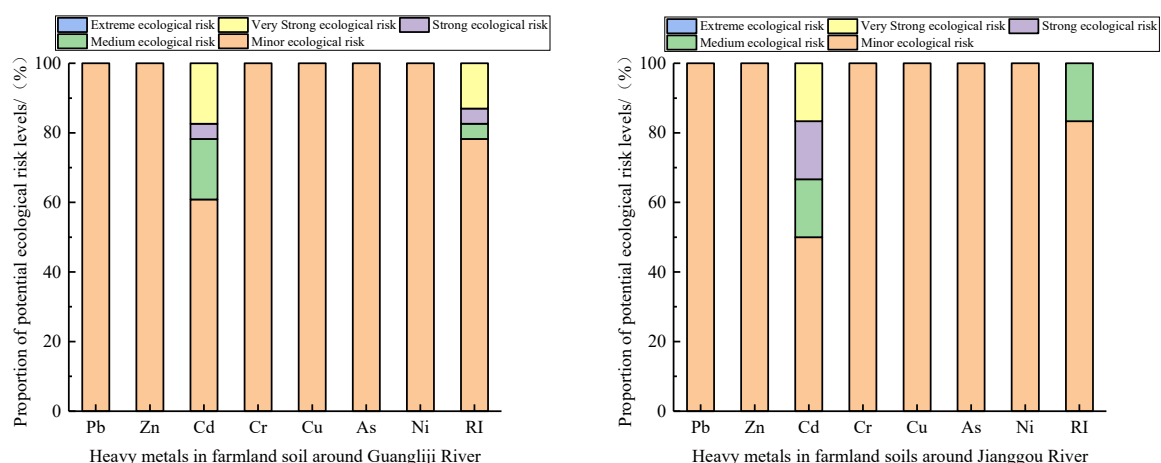 Extreme ecological risk Very Strong ecological risk Strong ecological risk
Medium ecological risk Minor ecological risk
Proportion of potential ecological risk levels/（%）
100
80
60
40
20
0
Pb Zn Cd Cr Cu As Ni RI
Heavy metals in farmland soil around Guangliji River
Extreme ecological risk Very Strong ecological risk Strong ecological risk
Medium ecological risk Minor ecological risk
Proportion of potential ecological risk levels/（%）
100
80
60
40
20
0
Pb Zn Cd Cr Cu As Ni RI
Heavy metals in farmland soils around Jianggou River